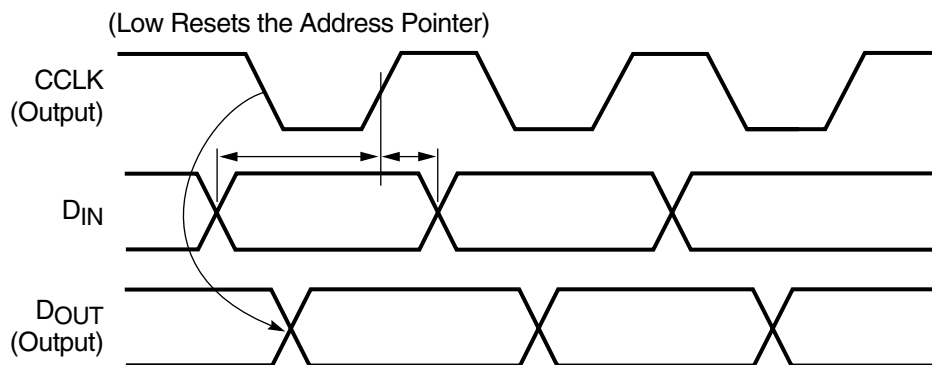 (Low Resets the Address Pointer)
CCLK
(Output)
DIN
DOUT
(Output)